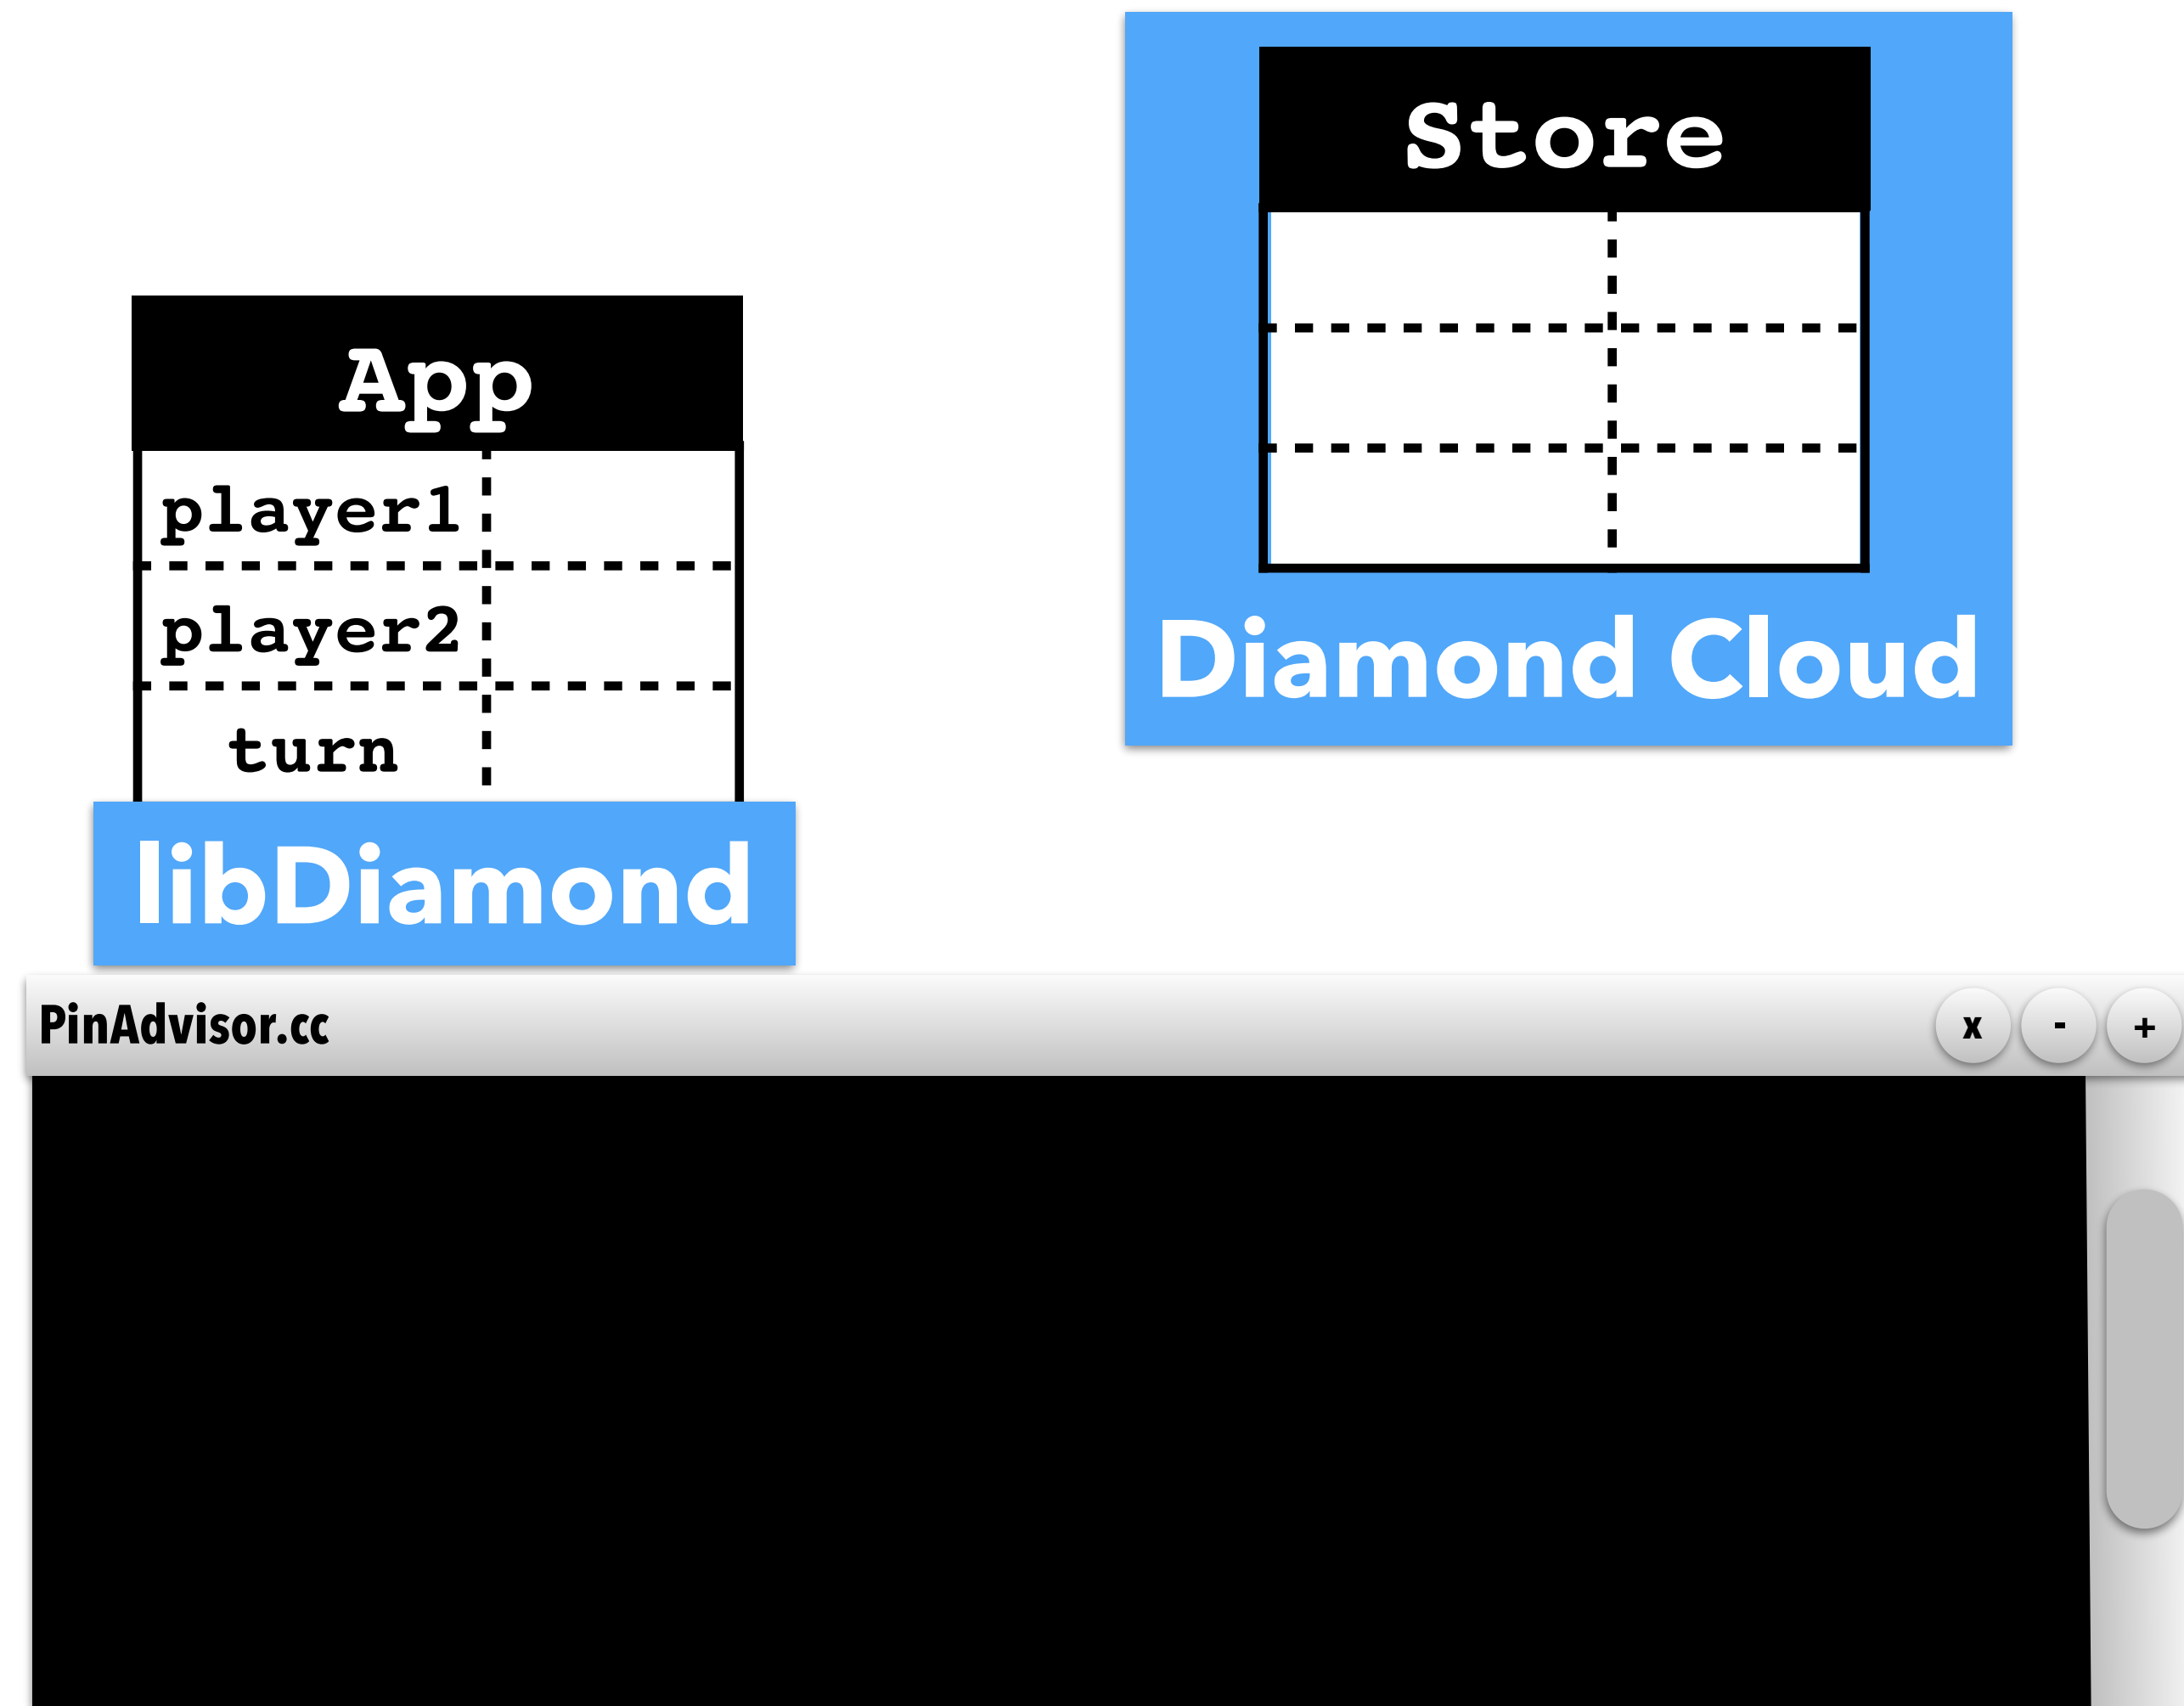 Store
App
player1
player2
turn
Diamond Cloud
libDiamond
PinAdvisor.cc
x - +